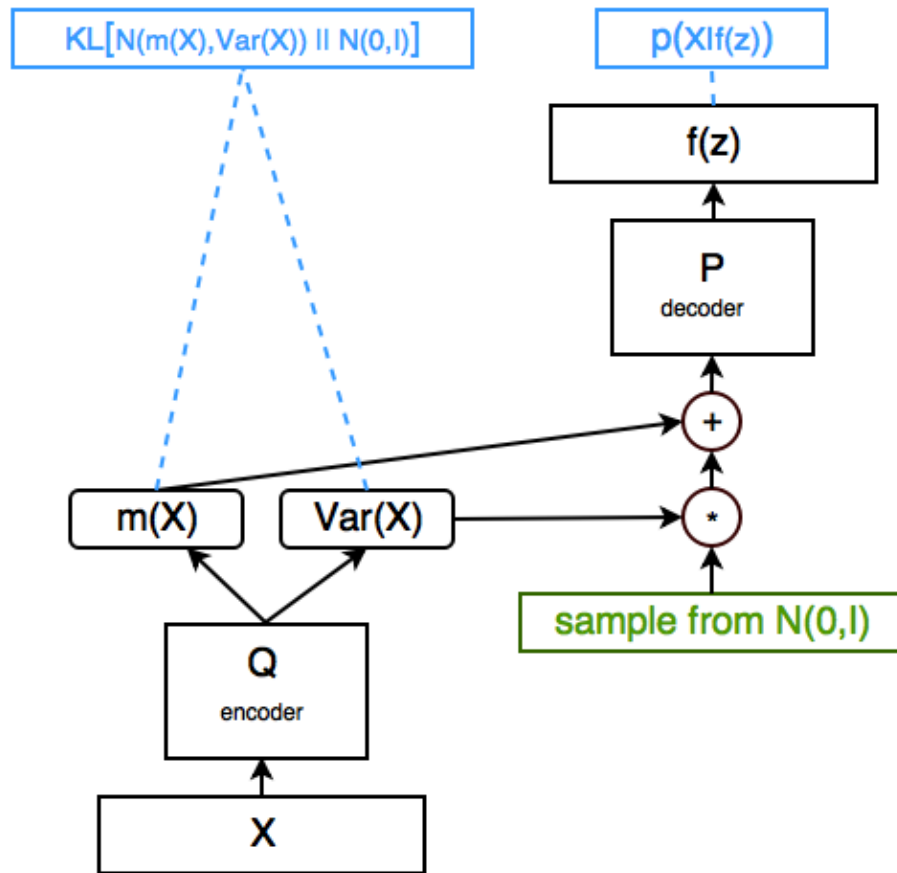 KL[N(m(X),Var(X)) || N(0,I)]
p(X|f(z))
f(z)
P
decoder
+
m(X)
Var(X)
*
sample from N(0,I)
Q
encoder
X